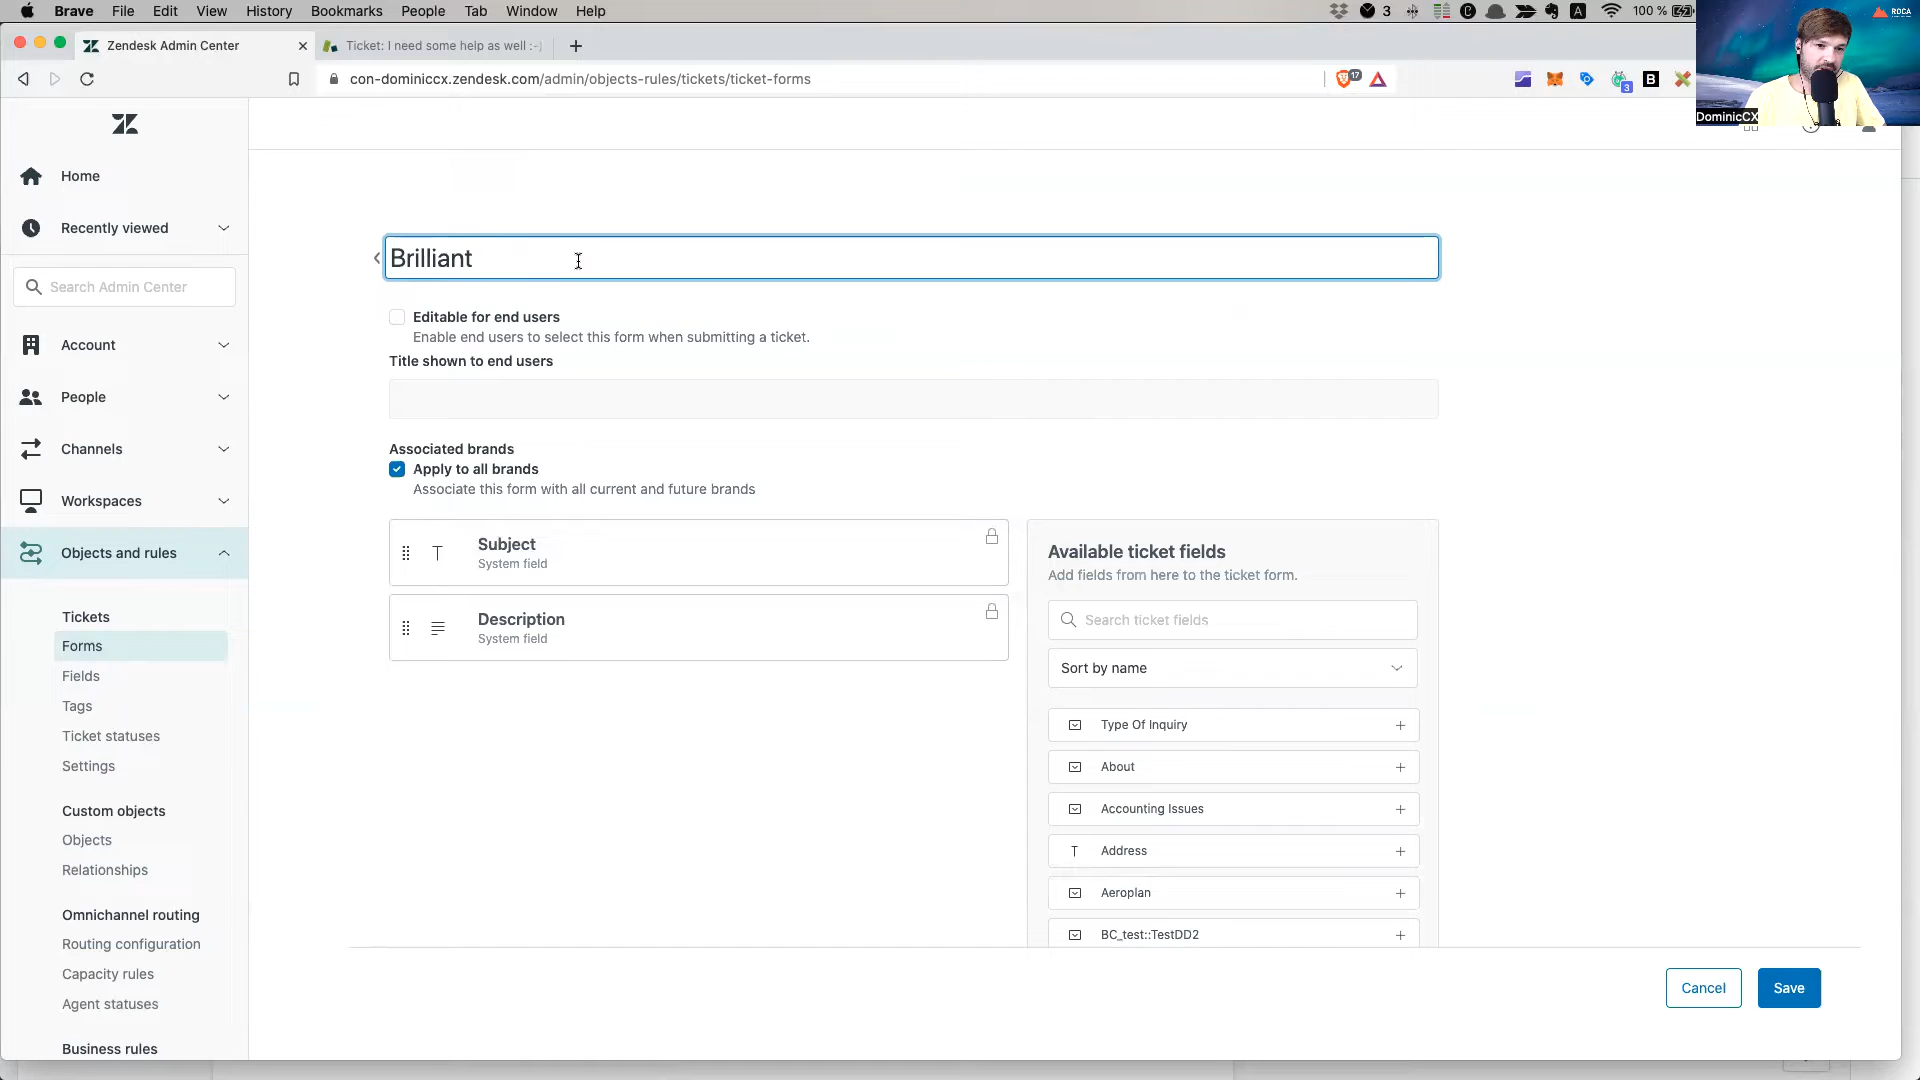 Brave File Edit View History Bookmarks People Tab Window Help
3
100 %
ROCA
Zendesk Admin Center
Ticket: I need some help as well :-
con-dominiccx.zendesk.com/admin/objects-rules/tickets/ticket-forms
17
3
B
DominicCX
Home
Recently viewed
Search Admin Center
Account
People
Channels
Workspaces
Objects and rules
Tickets
Forms
Fields
Tags
Ticket statuses
Settings
Custom objects
Objects
Relationships
Omnichannel routing
Routing configuration
Capacity rules
Agent statuses
Business rules
Brilliant
Editable for end users
Enable end users to select this form when submitting a ticket.
Title shown to end users
Associated brands
Apply to all brands
Associate this form with all current and future brands
Subject
System field
Description
System field
Available ticket fields
Add fields from here to the ticket form.
Search ticket fields
Sort by name
Type Of Inquiry
About
Accounting Issues
Address
Aeroplan
BC_test::TestDD2
Cancel
Save